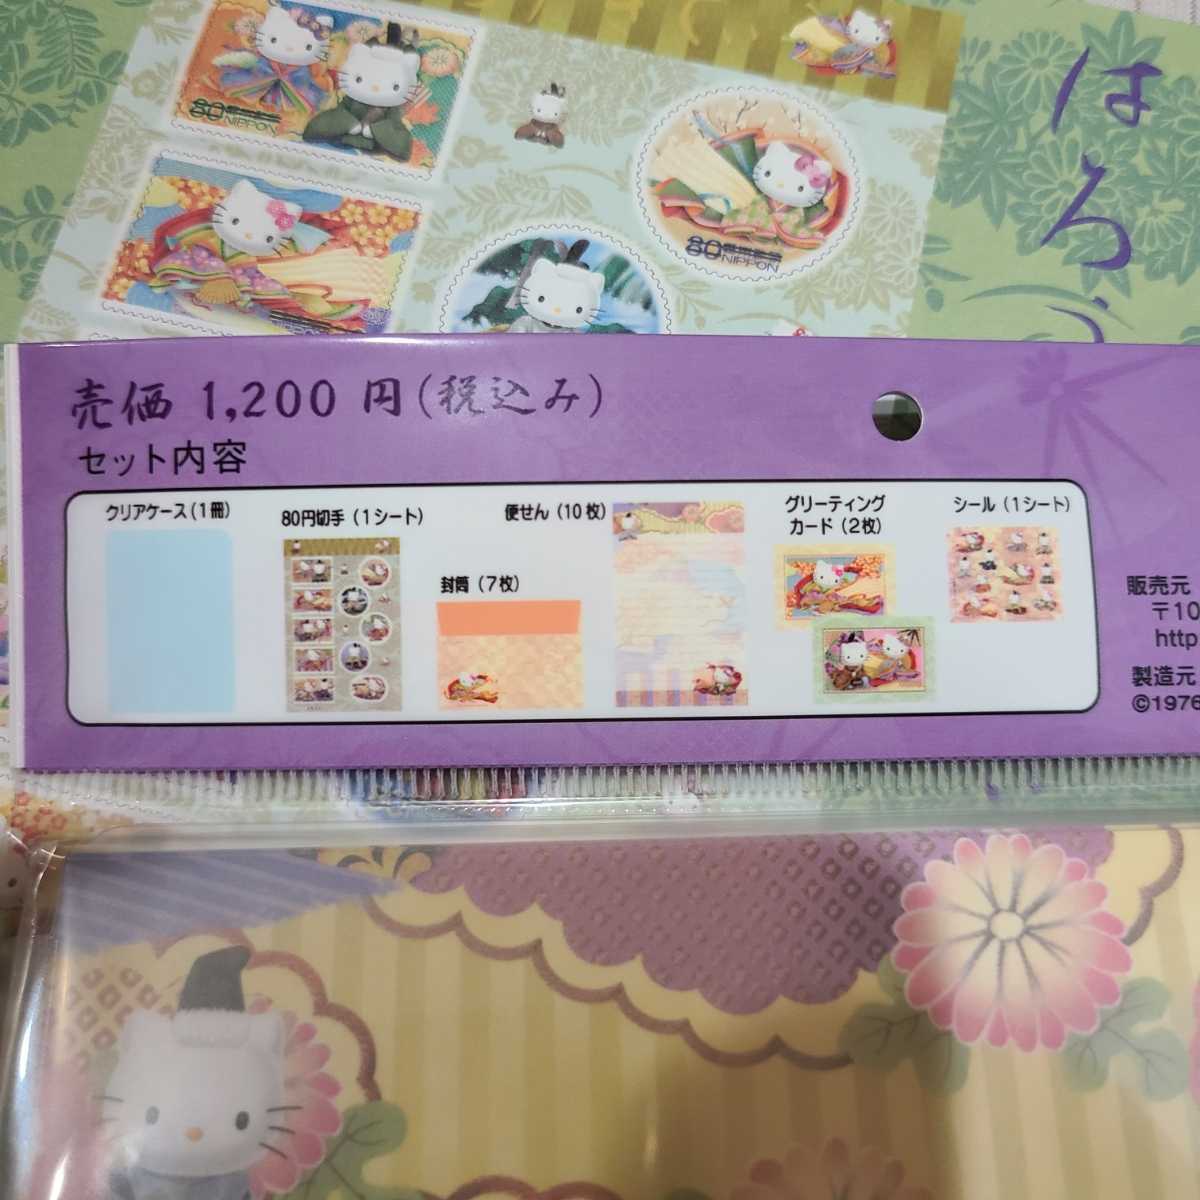 80 NIPPON
80 NIPPON
はろう
売価 1,200 円(税込み)
セット内容
クリアケース(1冊)
80円切手(1シート)
封筒(7枚)
便せん(10枚)
グリーティング
カード(2枚)
シール(1シート)
販売元
〒10
http
製造元
©1976